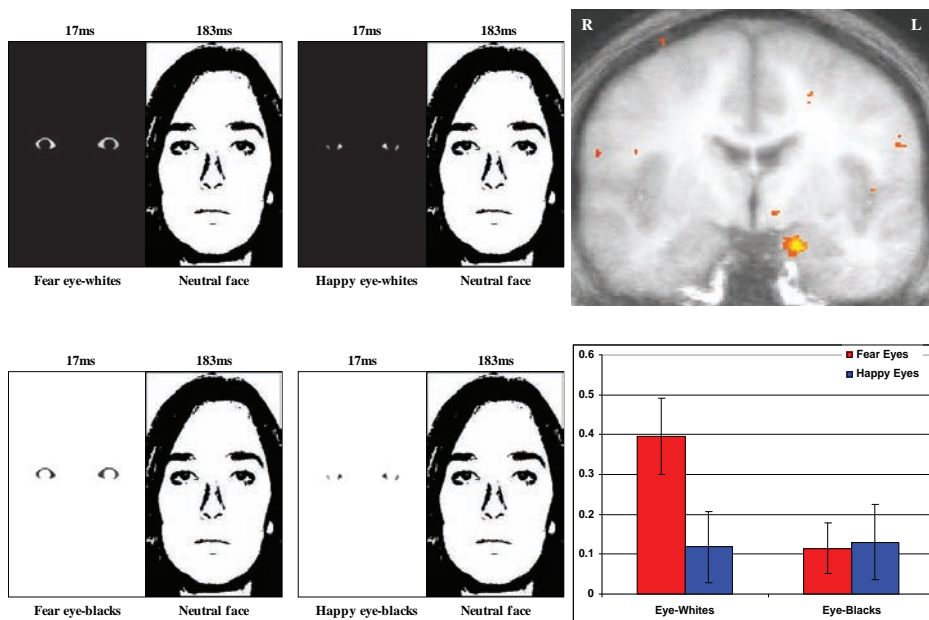 17ms 183ms 17ms 183ms
Fear eye-whites Neutral face Happy eye-whites Neutral face
R L
17ms 183ms 17ms 183ms
Fear eye-blacks Neutral face Happy eye-blacks Neutral face
Fear Eyes
Happy Eyes
0.6
0.5
0.4
0.3
0.2
0.1
0
Eye-Whites Eye-Blacks